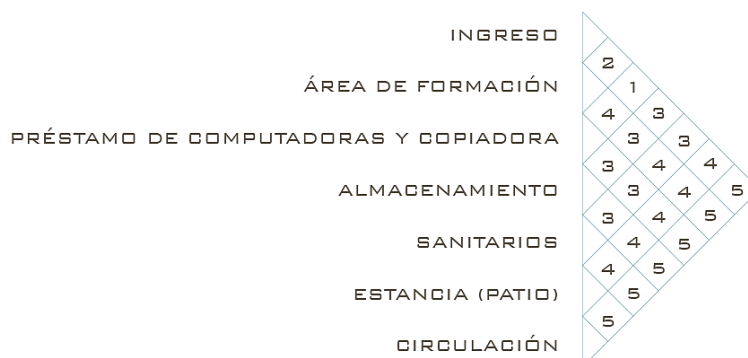 INGRESO
2
1
ÁREA DE FORMACIÓN
4 3
PRÉSTAMO DE COMPUTADORAS Y COPIADORA
3 3
3 4 4
ALMACENAMIENTO
3 4 5
3 4 5
SANITARIOS
4 5
4 5
ESTANCIA (PATIO)
5
5
CIRCULACIÓN